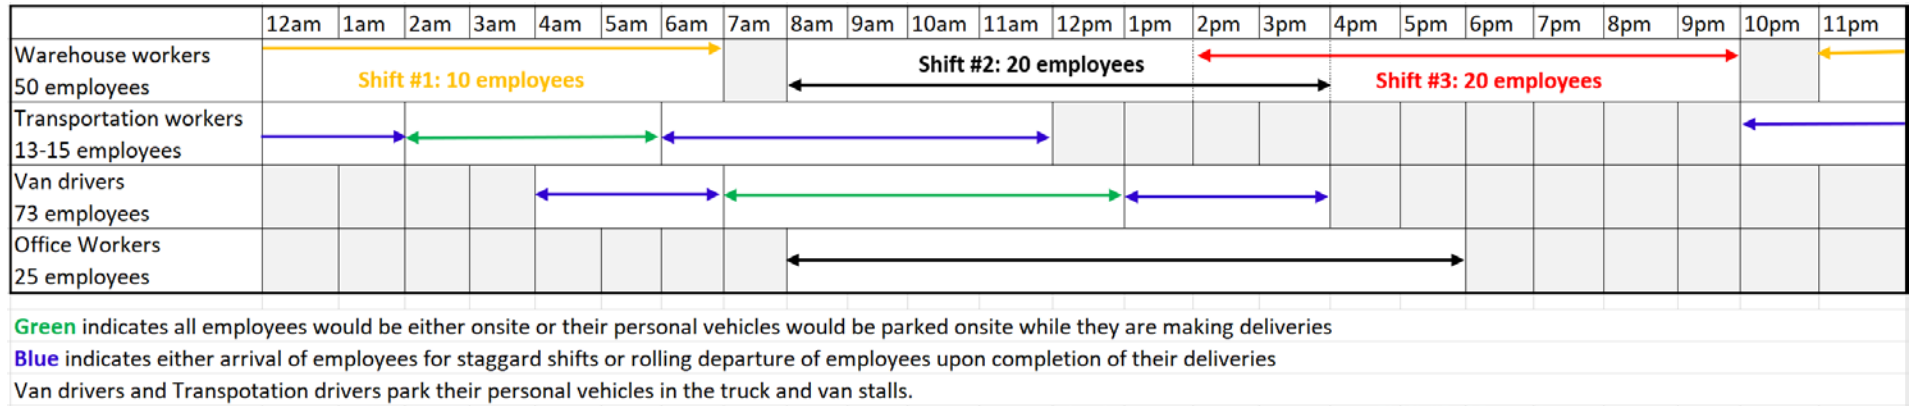 12am 1am 2am 3am 4am 5am 6am 7am 8am 9am 10am 11am 12pm 1pm 2pm 3pm 4pm 5pm 6pm 7pm 8pm 9pm 10pm 11pm
Warehouse workers
50 employees
Shift #1: 10 employees
Shift #2: 20 employees
Shift #3: 20 employees
Transportation workers
13-15 employees
Van drivers
73 employees
Office Workers
25 employees
Green indicates all employees would be either onsite or their personal vehicles would be parked onsite while they are making deliveries
Blue indicates either arrival of employees for staggard shifts or rolling departure of employees upon completion of their deliveries
Van drivers and Transpotation drivers park their personal vehicles in the truck and van stalls.